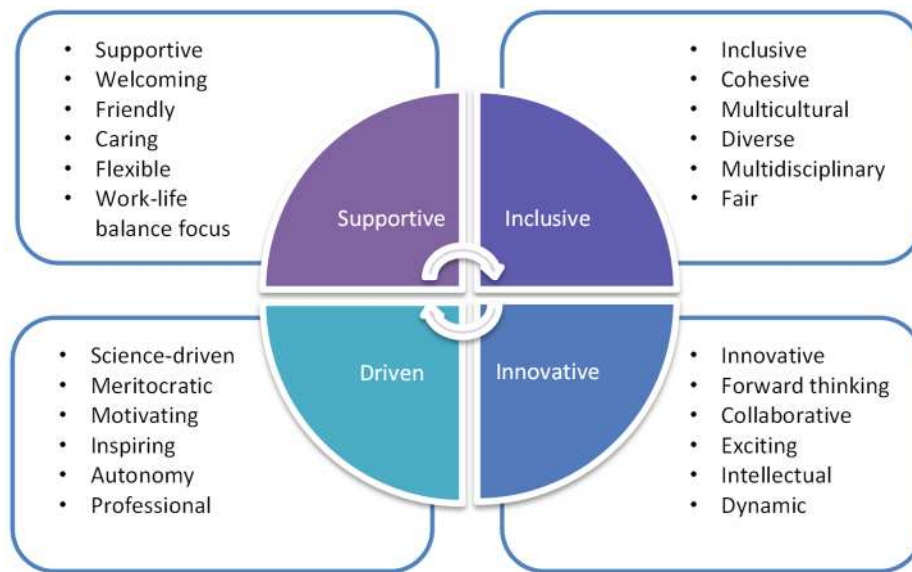 • Supportive
• Welcoming
• Friendly
• Caring
• Flexible
• Work-life
balance focus
• Inclusive
• Cohesive
• Multicultural
• Diverse
• Multidisciplinary
• Fair
Supportive
Inclusive
Driven
Innovative
• Science-driven
• Meritocratic
• Motivating
• Inspiring
• Autonomy
• Professional
• Innovative
• Forward thinking
• Collaborative
• Exciting
• Intellectual
• Dynamic